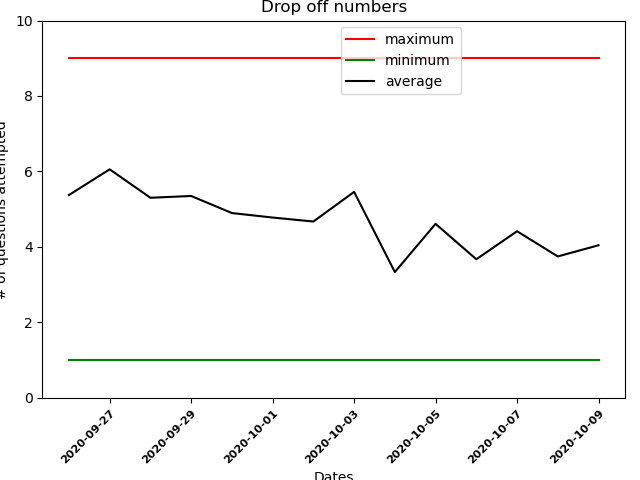 Drop off numbers
maximum
minimum
average
# of questions attempted
10
8
6
4
2
0
2020-09-27
2020-09-29
2020-10-01
2020-10-03
2020-10-05
2020-10-07
2020-10-09
Dates